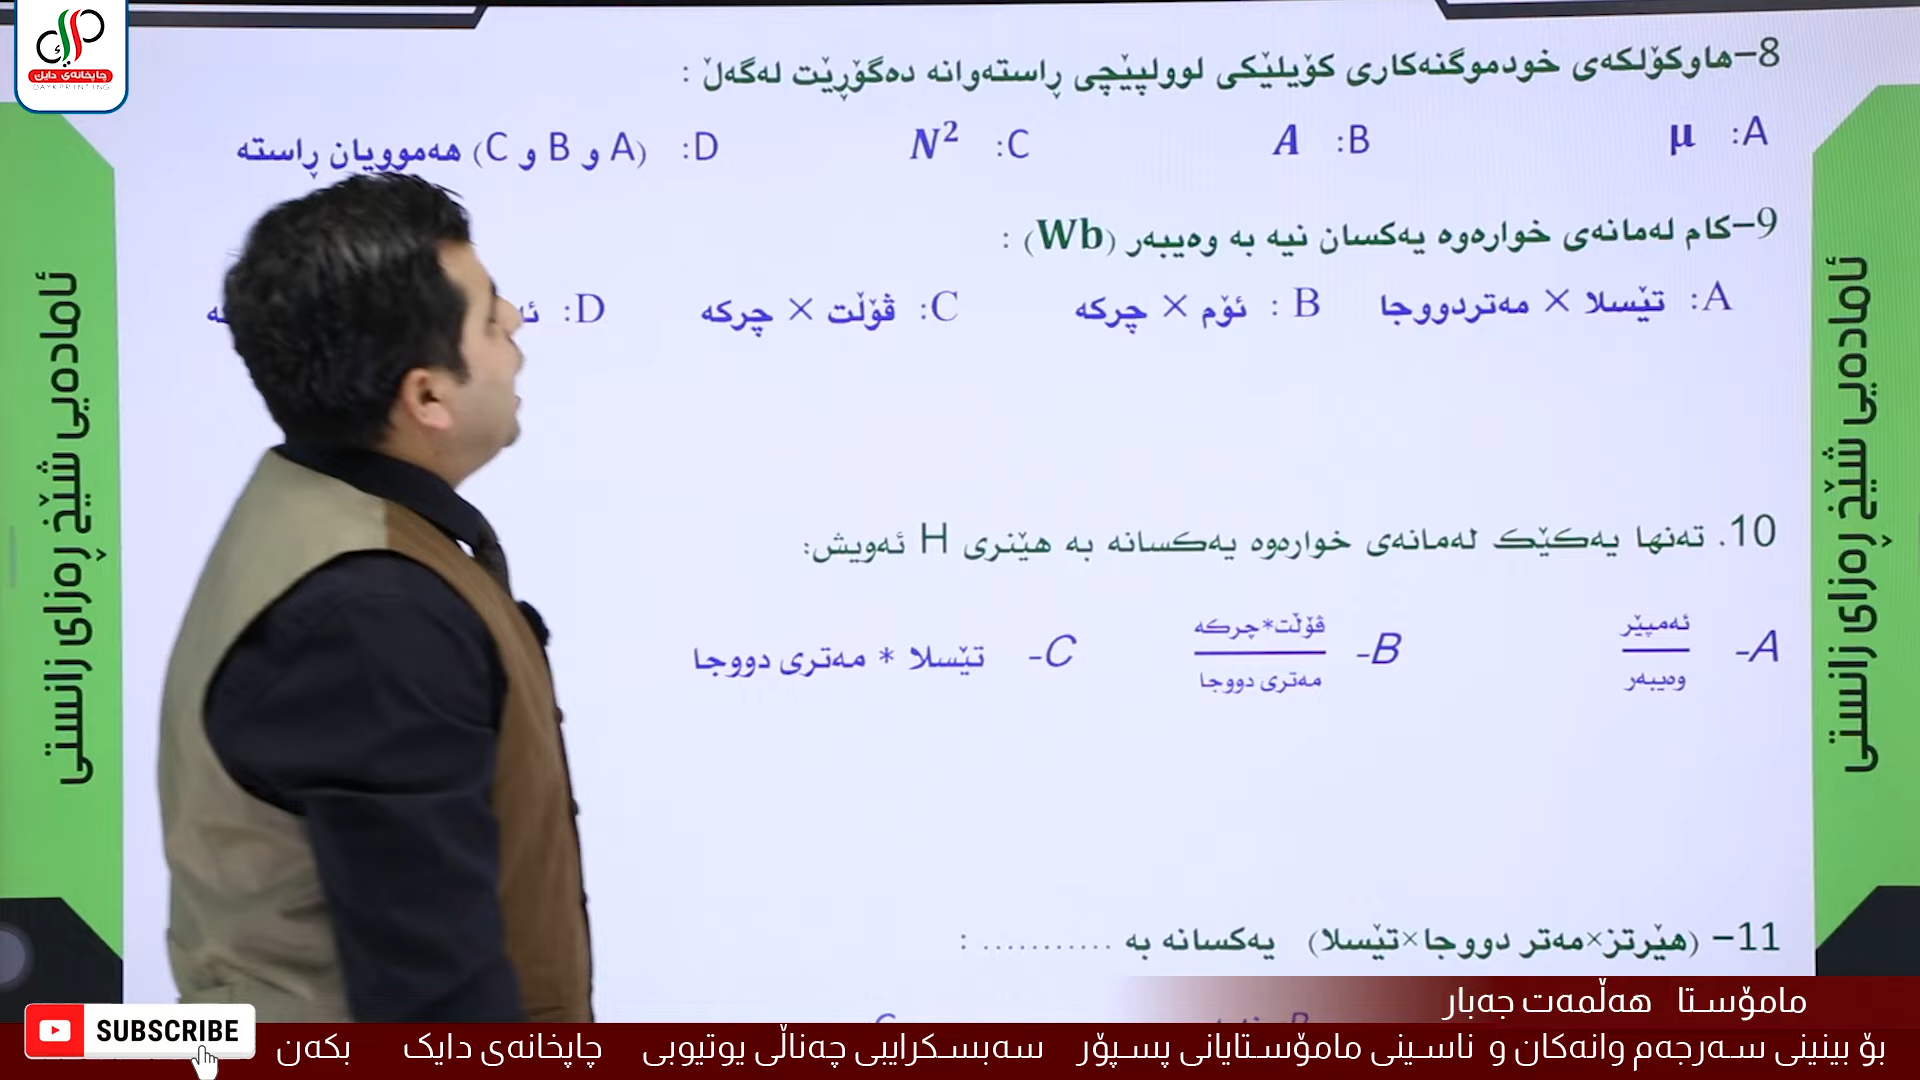 8-هاوکۆلکەی خودموگنەکاری کۆیلێکی لوولپێچی ڕاستەوانە دەگۆڕێت لەگەڵ :
A: μ B: A C: N² D: (A و B و C) هەموویان ڕاستە
9-کام لەمانەی خوارەوە یەکسان نیە بە وەیبەر (Wb) :
A: تێسلا × مەتردووجا B : ئۆم × چرکە C: ڤۆڵت × چرکە D:
10. تەنها یەکێک لەمانەی خوارەوە یەکسانە بە هێنری H ئەویش:
A- ئەمپێر / وەیبەر B- ڤۆڵت*چرکە / مەتری دووجا C- تێسلا * مەتری دووجا
11- (هێرتز×مەتر دووجا×تێسلا) یەکسانە بە ........... :
ئامادەیی شێخ ڕەزای زانستی
ئامادەیی شێخ ڕەزای زانستی
چاپخانەی دایک
DAYK PRINTING
مامۆستا هەڵمەت جەبار
SUBSCRIBE
بۆ بینینی سەرجەم وانەکان و ناسینی مامۆستایانی پسپۆر سەبسکرایبی چەناڵی یوتیوبی چاپخانەی دایک بکەن